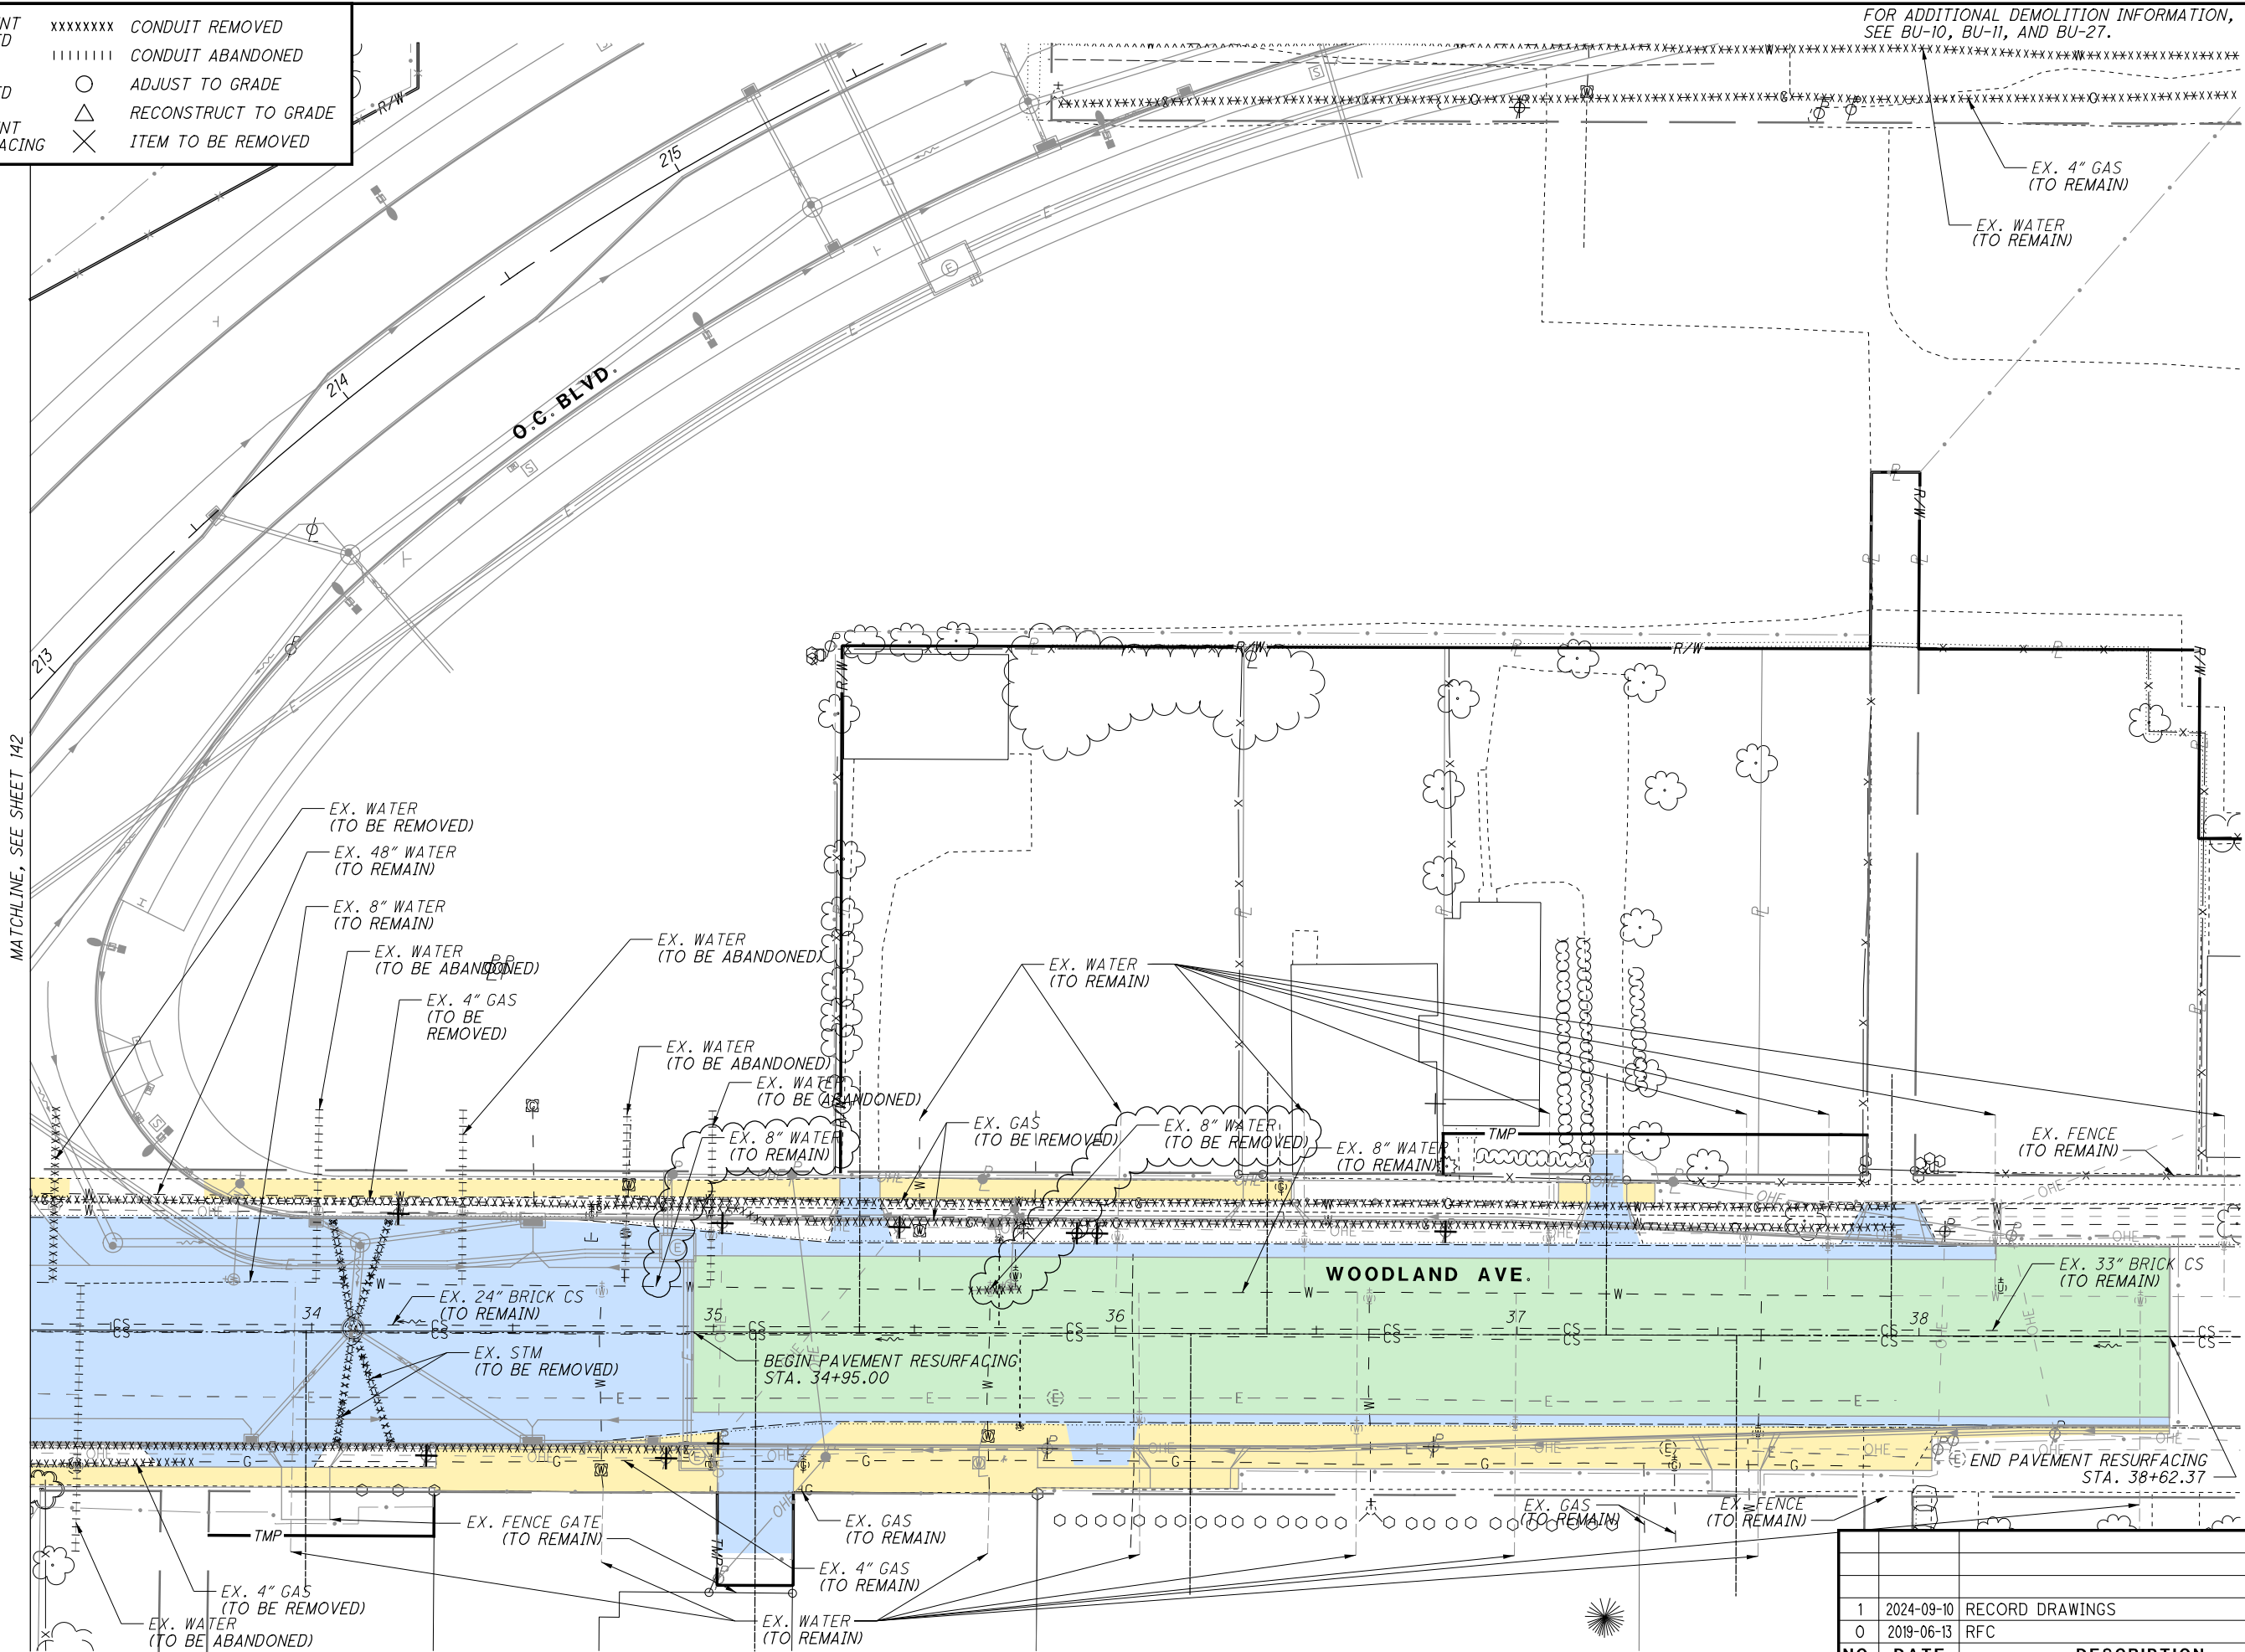 NT
D
xxxxxxxx CONDUIT REMOVED
CONDUIT ABANDONED
D
ADJUST TO GRADE
RECONSTRUCT TO GRADE
NT
ACING
ITEM TO BE REMOVED
FOR ADDITIONAL DEMOLITION INFORMATION,
SEE BU-10, BU-11, AND BU-27.
R/W
215
214
213
O.C. BLVD.
EX. 4" GAS
(TO REMAIN)
EX. WATER
(TO REMAIN)
R/W
R/W
R/W
R/W
R/W
MATCHLINE, SEE SHEET 142
EX. WATER
(TO BE REMOVED)
EX. 48" WATER
(TO REMAIN)
EX. 8" WATER
(TO REMAIN)
EX. WATER
(TO BE ABANDONED)
EX. WATER
(TO BE ABANDONED)
EX. 4" GAS
(TO BE
REMOVED)
EX. WATER
(TO REMAIN)
EX. WATER
(TO BE ABANDONED)
EX. WATER
(TO BE ABANDONED)
EX. 8" WATER
(TO REMAIN)
EX. GAS
(TO BE REMOVED)
EX. 8" WATER
(TO BE REMOVED)
EX. 8" WATER
(TO REMAIN)
TMP
EX. FENCE
(TO REMAIN)
WOODLAND AVE.
EX. 33" BRICK CS
(TO REMAIN)
EX. 24" BRICK CS
(TO REMAIN)
34
35
36
37
38
EX. STM
(TO BE REMOVED)
BEGIN PAVEMENT RESURFACING
STA. 34+95.00
END PAVEMENT RESURFACING
STA. 38+62.37
EX. FENCE GATE
(TO REMAIN)
TMP
TMP
EX. GAS
(TO REMAIN)
EX. GAS
(TO REMAIN)
EX. FENCE
(TO REMAIN)
EX. 4" GAS
(TO REMAIN)
EX. 4" GAS
(TO BE REMOVED)
EX. WATER
(TO BE ABANDONED)
EX. WATER
(TO REMAIN)
1 2024-09-10 RECORD DRAWINGS
0 2019-06-13 RFC
NO. DATE DESCRIPTION